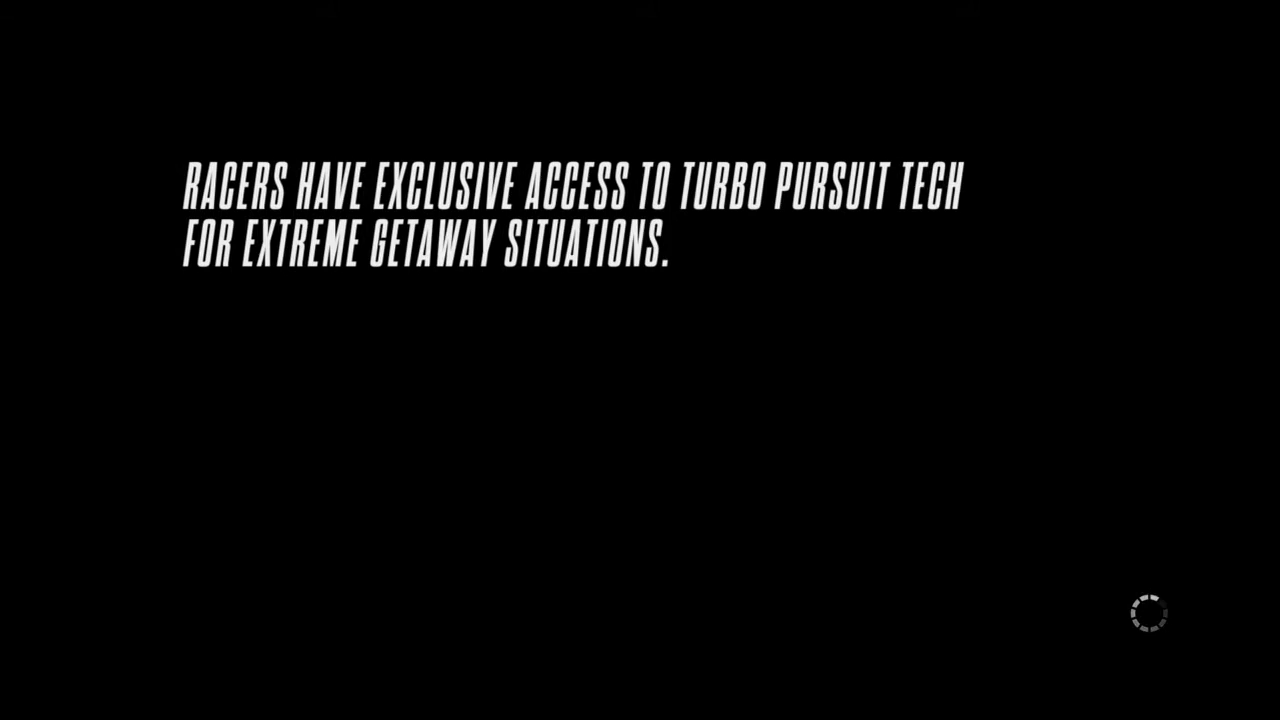 RACERS HAVE EXCLUSIVE ACCESS TO TURBO PURSUIT TECH
FOR EXTREME GETAWAY SITUATIONS.